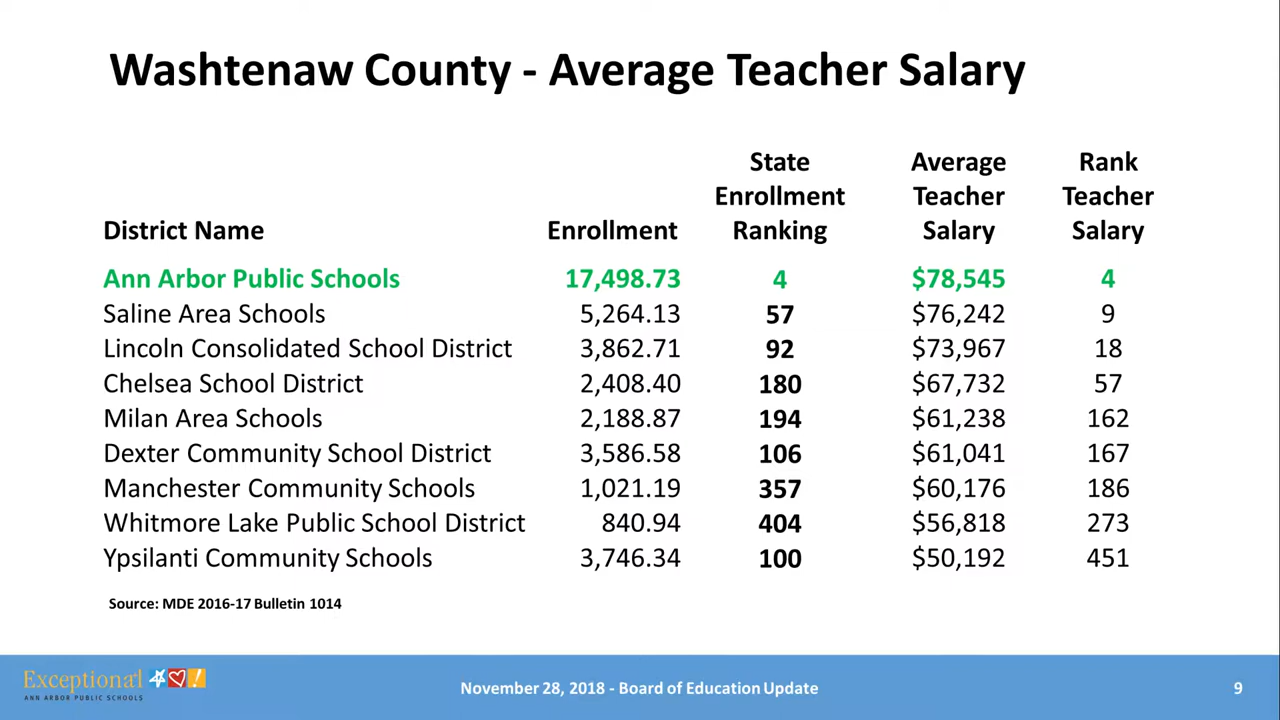 Washtenaw County - Average Teacher Salary
District Name Enrollment State Enrollment Ranking Average Teacher Salary Rank Teacher Salary
Ann Arbor Public Schools 17,498.73 4 $78,545 4
Saline Area Schools 5,264.13 57 $76,242 9
Lincoln Consolidated School District 3,862.71 92 $73,967 18
Chelsea School District 2,408.40 180 $67,732 57
Milan Area Schools 2,188.87 194 $61,238 162
Dexter Community School District 3,586.58 106 $61,041 167
Manchester Community Schools 1,021.19 357 $60,176 186
Whitmore Lake Public School District 840.94 404 $56,818 273
Ypsilanti Community Schools 3,746.34 100 $50,192 451
Source: MDE 2016-17 Bulletin 1014
Exceptiona!l
ANN ARBOR PUBLIC SCHOOLS
November 28, 2018 - Board of Education Update
9